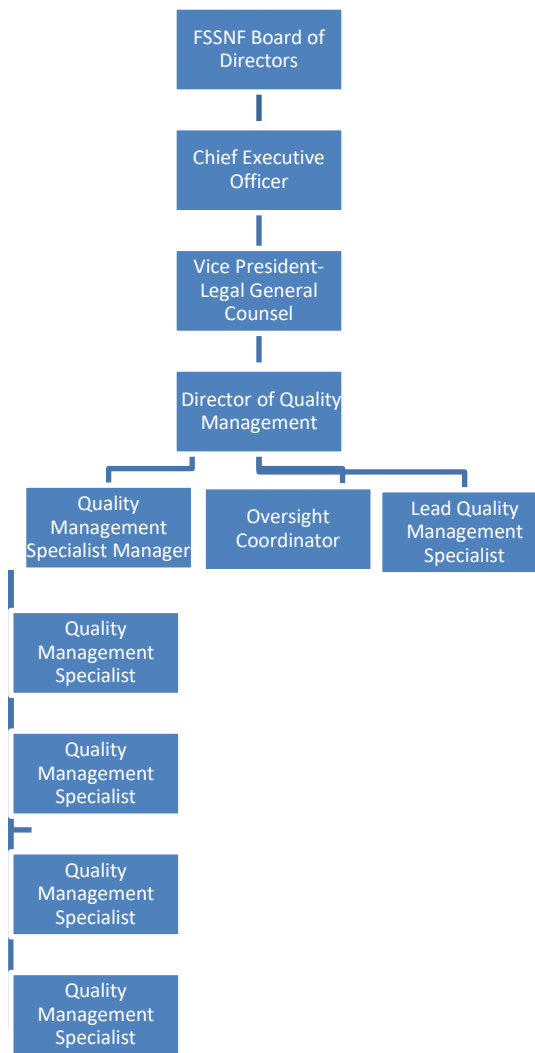 FSSNF Board of
Directors
Chief Executive
Officer
Vice President-
Legal General
Counsel
Director of Quality
Management
Quality
Management
Specialist Manager
Oversight
Coordinator
Lead Quality
Management
Specialist
Quality
Management
Specialist
Quality
Management
Specialist
Quality
Management
Specialist
Quality
Management
Specialist